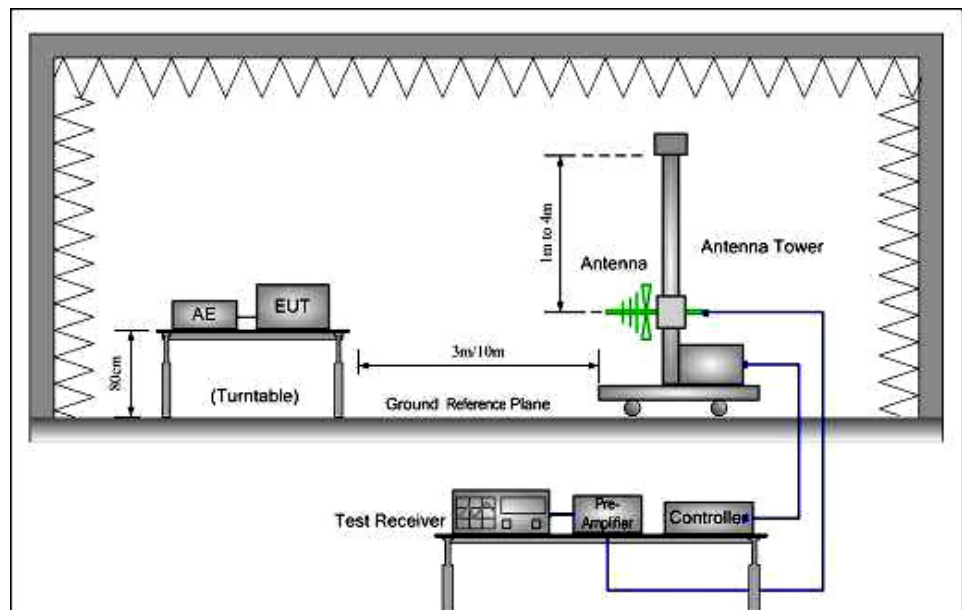 1m to 4m
Antenna Tower
Antenna
AE
EUT
80cm
3m/10m
(Turntable)
Ground Reference Plane
Test Receiver
Pre-
Amplifier
Controller